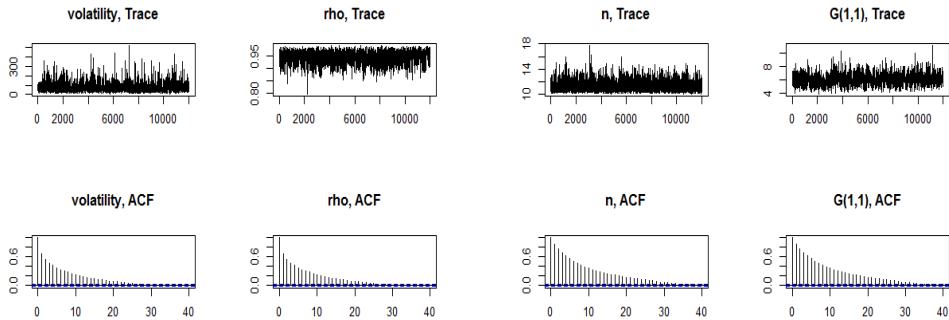 volatility, Trace
rho, Trace
n, Trace
G(1,1), Trace
0 300
0.80 0.95
10 12 14 18
4 8
0 2000 6000 10000
0 2000 6000 10000
0 2000 6000 10000
0 2000 6000 10000
volatility, ACF
rho, ACF
n, ACF
G(1,1), ACF
0.0 0.6
0.0 0.6
0.0 0.6
0.0 0.6
0 10 20 30 40
0 10 20 30 40
0 10 20 30 40
0 10 20 30 40